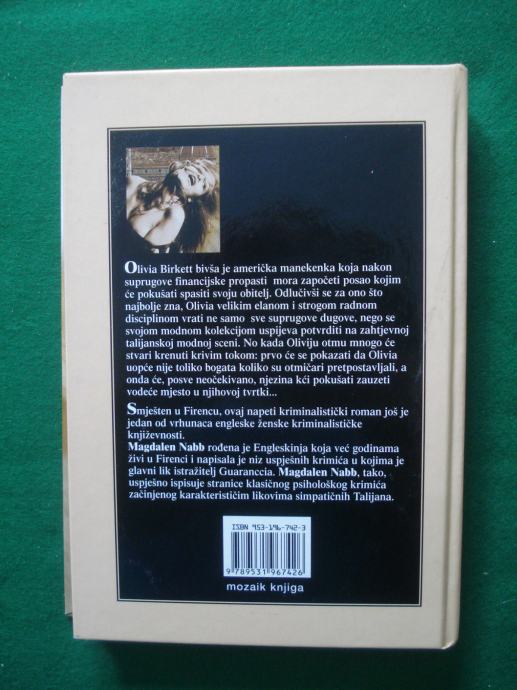 Olivia Birkett bivša je američka manekenka koja nakon
suprugove financijske propasti mora započeti posao kojim
će pokušati spasiti svoju obitelj. Odlučivši se za ono što
najbolje zna, Olivia velikim elanom i strogom radnom
disciplinom vrati ne samo sve suprugove dugove, nego se
svojom modnom kolekcijom uspijeva potvrditi na zahtjevnoj
talijanskoj modnoj sceni. No kada Oliviju otmu mnogo će
stvari krenuti krivim tokom: prvo će se pokazati da Olivia
uopće nije toliko bogata koliko su otmičari pretpostavljali, a
onda će, posve neočekivano, njezina kći pokušati zauzeti
vodeće mjesto u njihovoj tvrtki...
Smješten u Firencu, ovaj napeti kriminalistički roman još je
jedan od vrhunaca engleske ženske kriminalističke
književnosti.
Magdalen Nabb rođena je Engleskinja koja već godinama
živi u Firenci i napisala je niz uspješnih krimića u kojima je
glavni lik istražitelj Guaranccia. Magdalen Nabb, tako,
uspješno ispisuje stranice klasičnog psihološkog krimića
začinjenog karakterističim likovima simpatičnih Talijana.
ISBN 953-196-742-3
9 789531 967426
mozaik knjiga